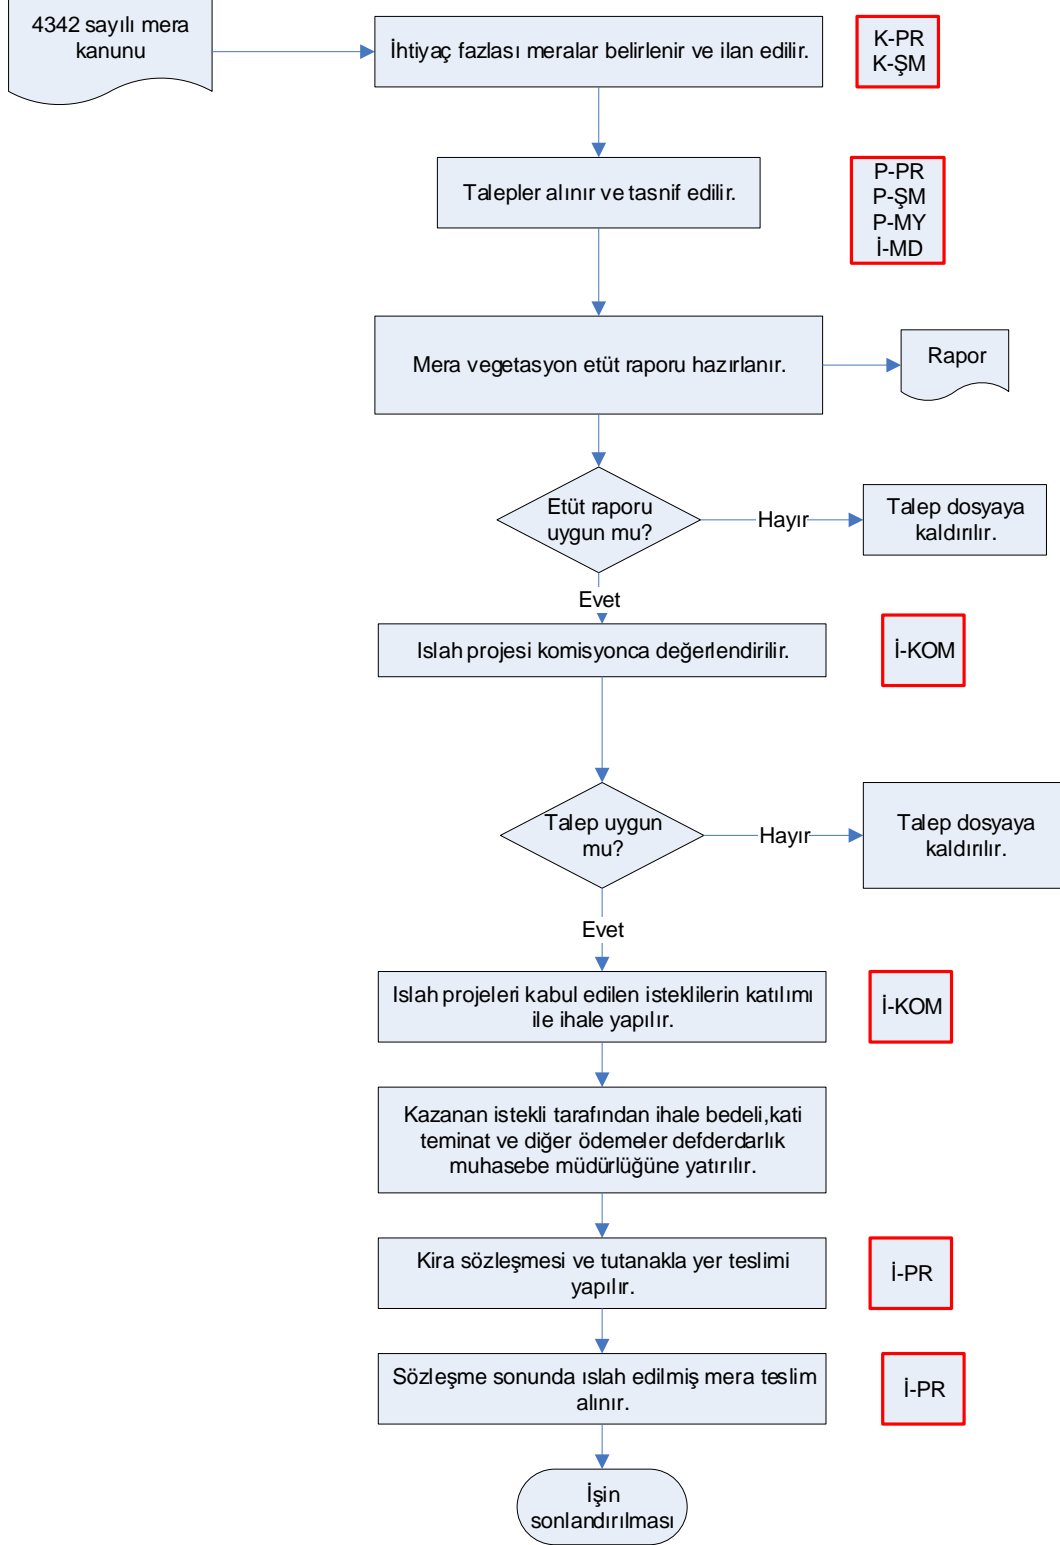 4342 sayılı mera
kanunu
İhtiyaç fazlası meralar belirlenir ve ilan edilir.
K-PR
K-ŞM
Talepler alınır ve tasnif edilir.
P-PR
P-ŞM
P-MY
İ-MD
Mera vegetasyon etüt raporu hazırlanır.
Rapor
Etüt raporu
uygun mu?
Hayır
Talep dosyaya
kaldırılır.
Evet
Islah projesi komisyonca değerlendirilir.
İ-KOM
Talep uygun
mu?
Hayır
Talep dosyaya
kaldırılır.
Evet
Islah projeleri kabul edilen isteklilerin katılımı
ile ihale yapılır.
İ-KOM
Kazanan istekli tarafından ihale bedeli,kati
teminat ve diğer ödemeler defderdarlık
muhasebe müdürlüğüne yatırılır.
Kira sözleşmesi ve tutanakla yer teslimi
yapılır.
İ-PR
Sözleşme sonunda ıslah edilmiş mera teslim
alınır.
İ-PR
İşin
sonlandırılması